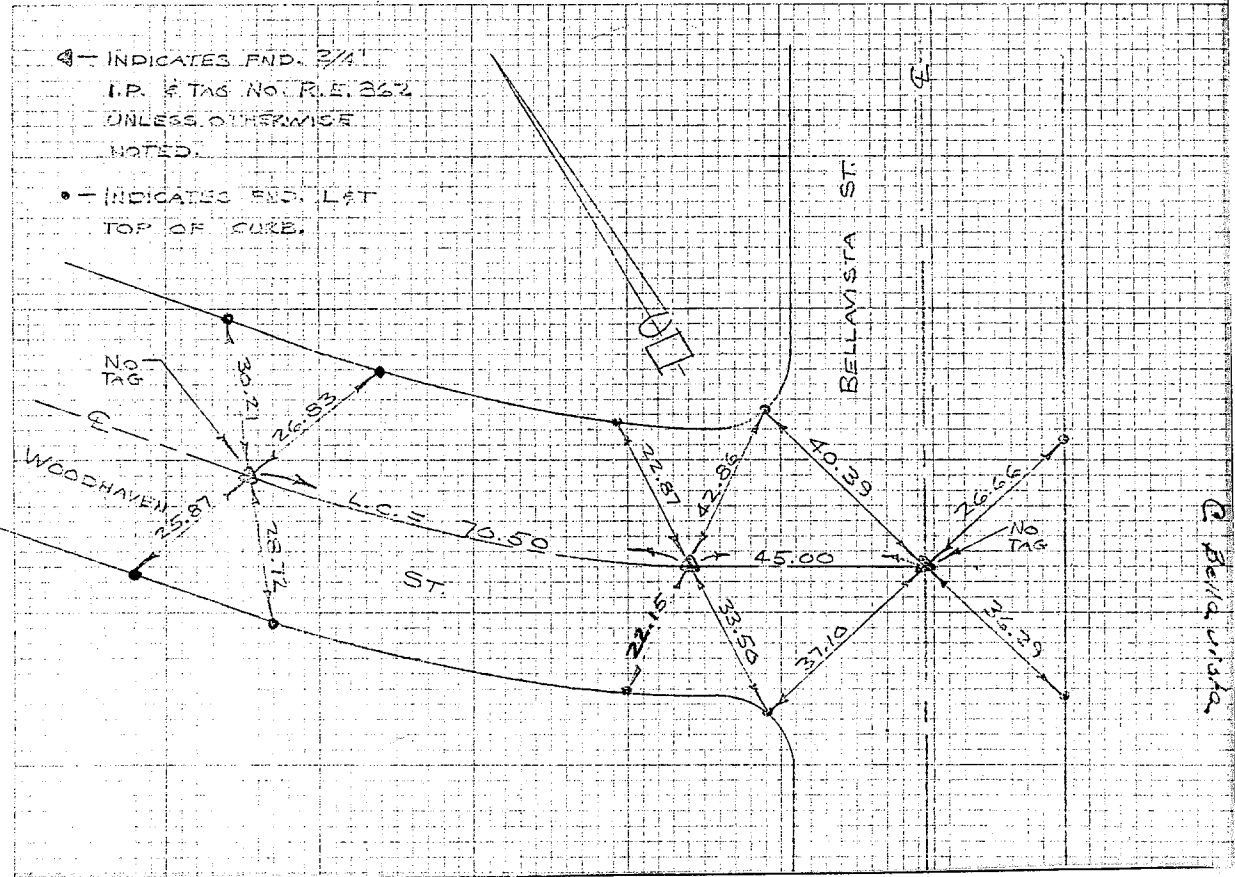 — INDICATES FND. 3/4"
I.P. & TAG NO. R.E. 362
UNLESS OTHERWISE
NOTED.
— INDICATES FND. L&T
TOP OF CURB.
℄
BELLAVISTA ST.
NO
TAG
30.21
26.83
℄
WOODHAVEN
25.87
28.72
L.C. = 70.50
ST.
22.87
42.86
40.39
26.66
45.00
NO
TAG
22.15
33.50
37.10
36.29
@ Bellavista